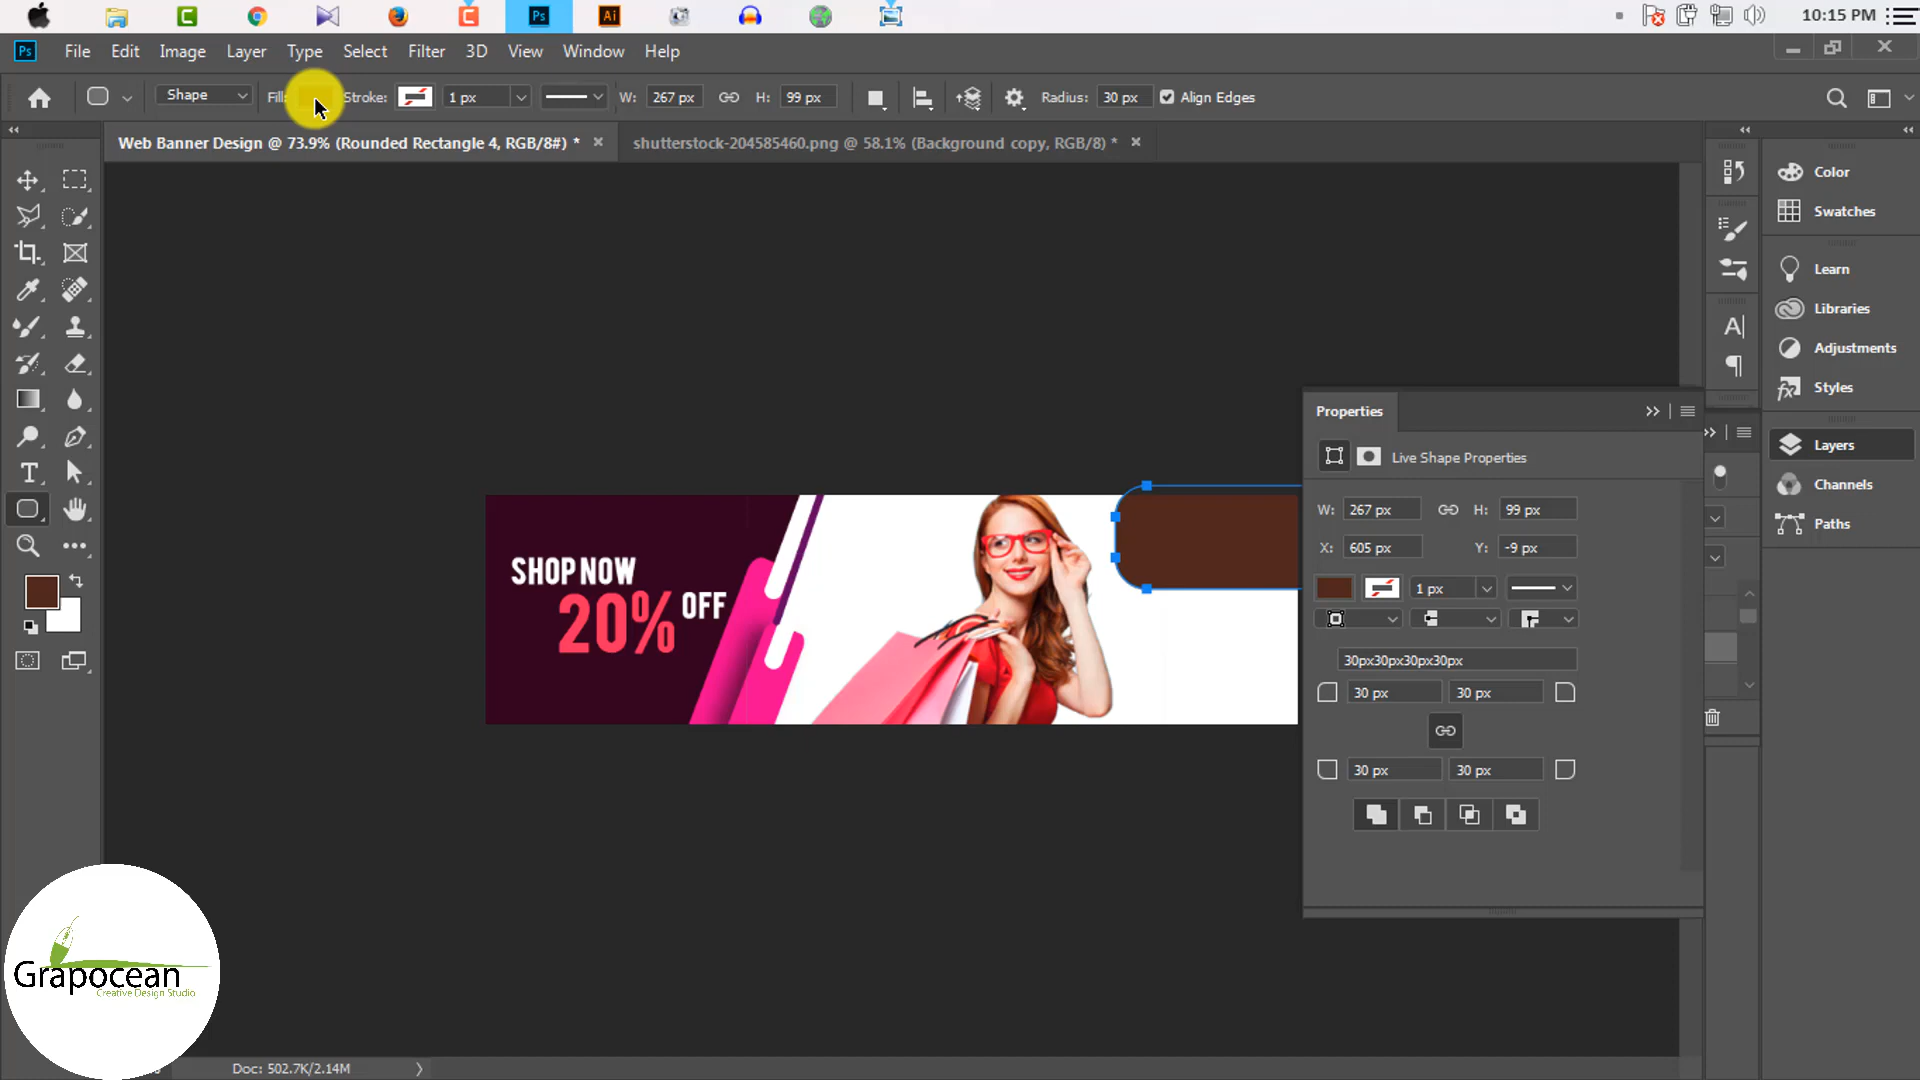 10:15 PM
Ps
Ai
Ps File Edit Image Layer Type Select Filter 3D View Window Help
Shape Fill: Stroke: 1 px W: 267 px H: 99 px Radius: 30 px Align Edges
Web Banner Design @ 73.9% (Rounded Rectangle 4, RGB/8#) *
shutterstock-204585460.png @ 58.1% (Background copy, RGB/8) *
Color
Swatches
Learn
Libraries
Adjustments
Styles
Layers
Channels
Paths
Properties
Live Shape Properties
W: 267 px H: 99 px
X: 605 px Y: -9 px
1 px
30px30px30px30px
30 px 30 px
30 px 30 px
SHOP NOW
20% OFF
Grapocean
Creative Design Studio
Doc: 502.7K/2.14M